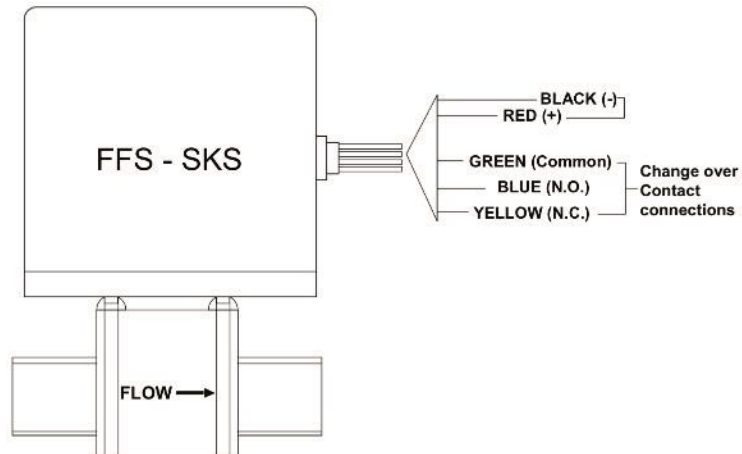 BLACK (-)
RED (+)
FFS - SKS
GREEN (Common)
BLUE (N.O.)
YELLOW (N.C.)
Change over
Contact
connections
FLOW